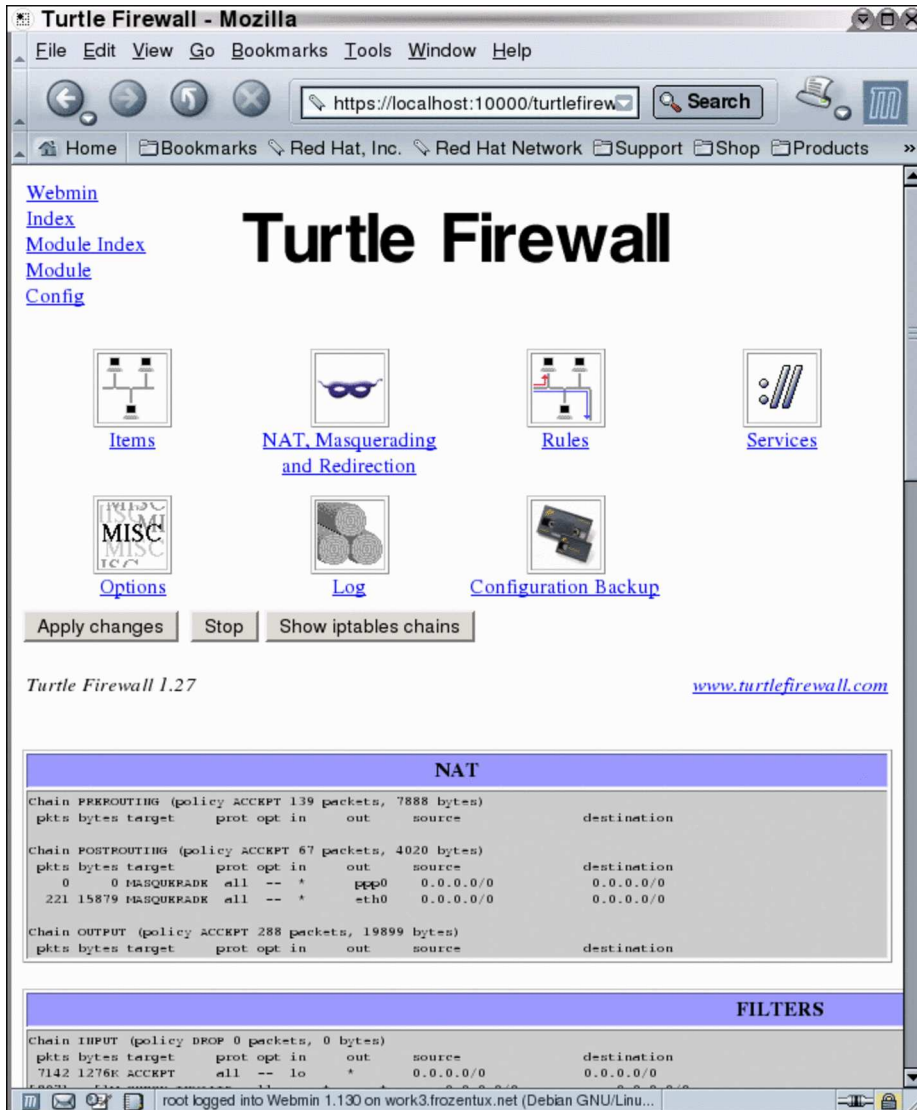 Turtle Firewall - Mozilla
File Edit View Go Bookmarks Tools Window Help
https://localhost:10000/turtlefirew Search
Home Bookmarks Red Hat, Inc. Red Hat Network Support Shop Products »
Webmin
Index
Module Index
Module
Config
Turtle Firewall
Items
NAT, Masquerading
and Redirection
Rules
Services
MISC
Options
Log
Configuration Backup
Apply changes Stop Show iptables chains
Turtle Firewall 1.27 www.turtlefirewall.com
NAT
Chain PREROUTING (policy ACCEPT 139 packets, 7888 bytes)
pkts bytes target prot opt in out source destination
Chain POSTROUTING (policy ACCEPT 67 packets, 4020 bytes)
pkts bytes target prot opt in out source destination
0 0 MASQUERADE all -- * ppp0 0.0.0.0/0 0.0.0.0/0
221 15879 MASQUERADE all -- * eth0 0.0.0.0/0 0.0.0.0/0
Chain OUTPUT (policy ACCEPT 288 packets, 19899 bytes)
pkts bytes target prot opt in out source destination
FILTERS
Chain INPUT (policy DROP 0 packets, 0 bytes)
pkts bytes target prot opt in out source destination
7142 1276K ACCEPT all -- lo * 0.0.0.0/0 0.0.0.0/0
root logged into Webmin 1.130 on work3.frozentux.net (Debian GNU/Linu...